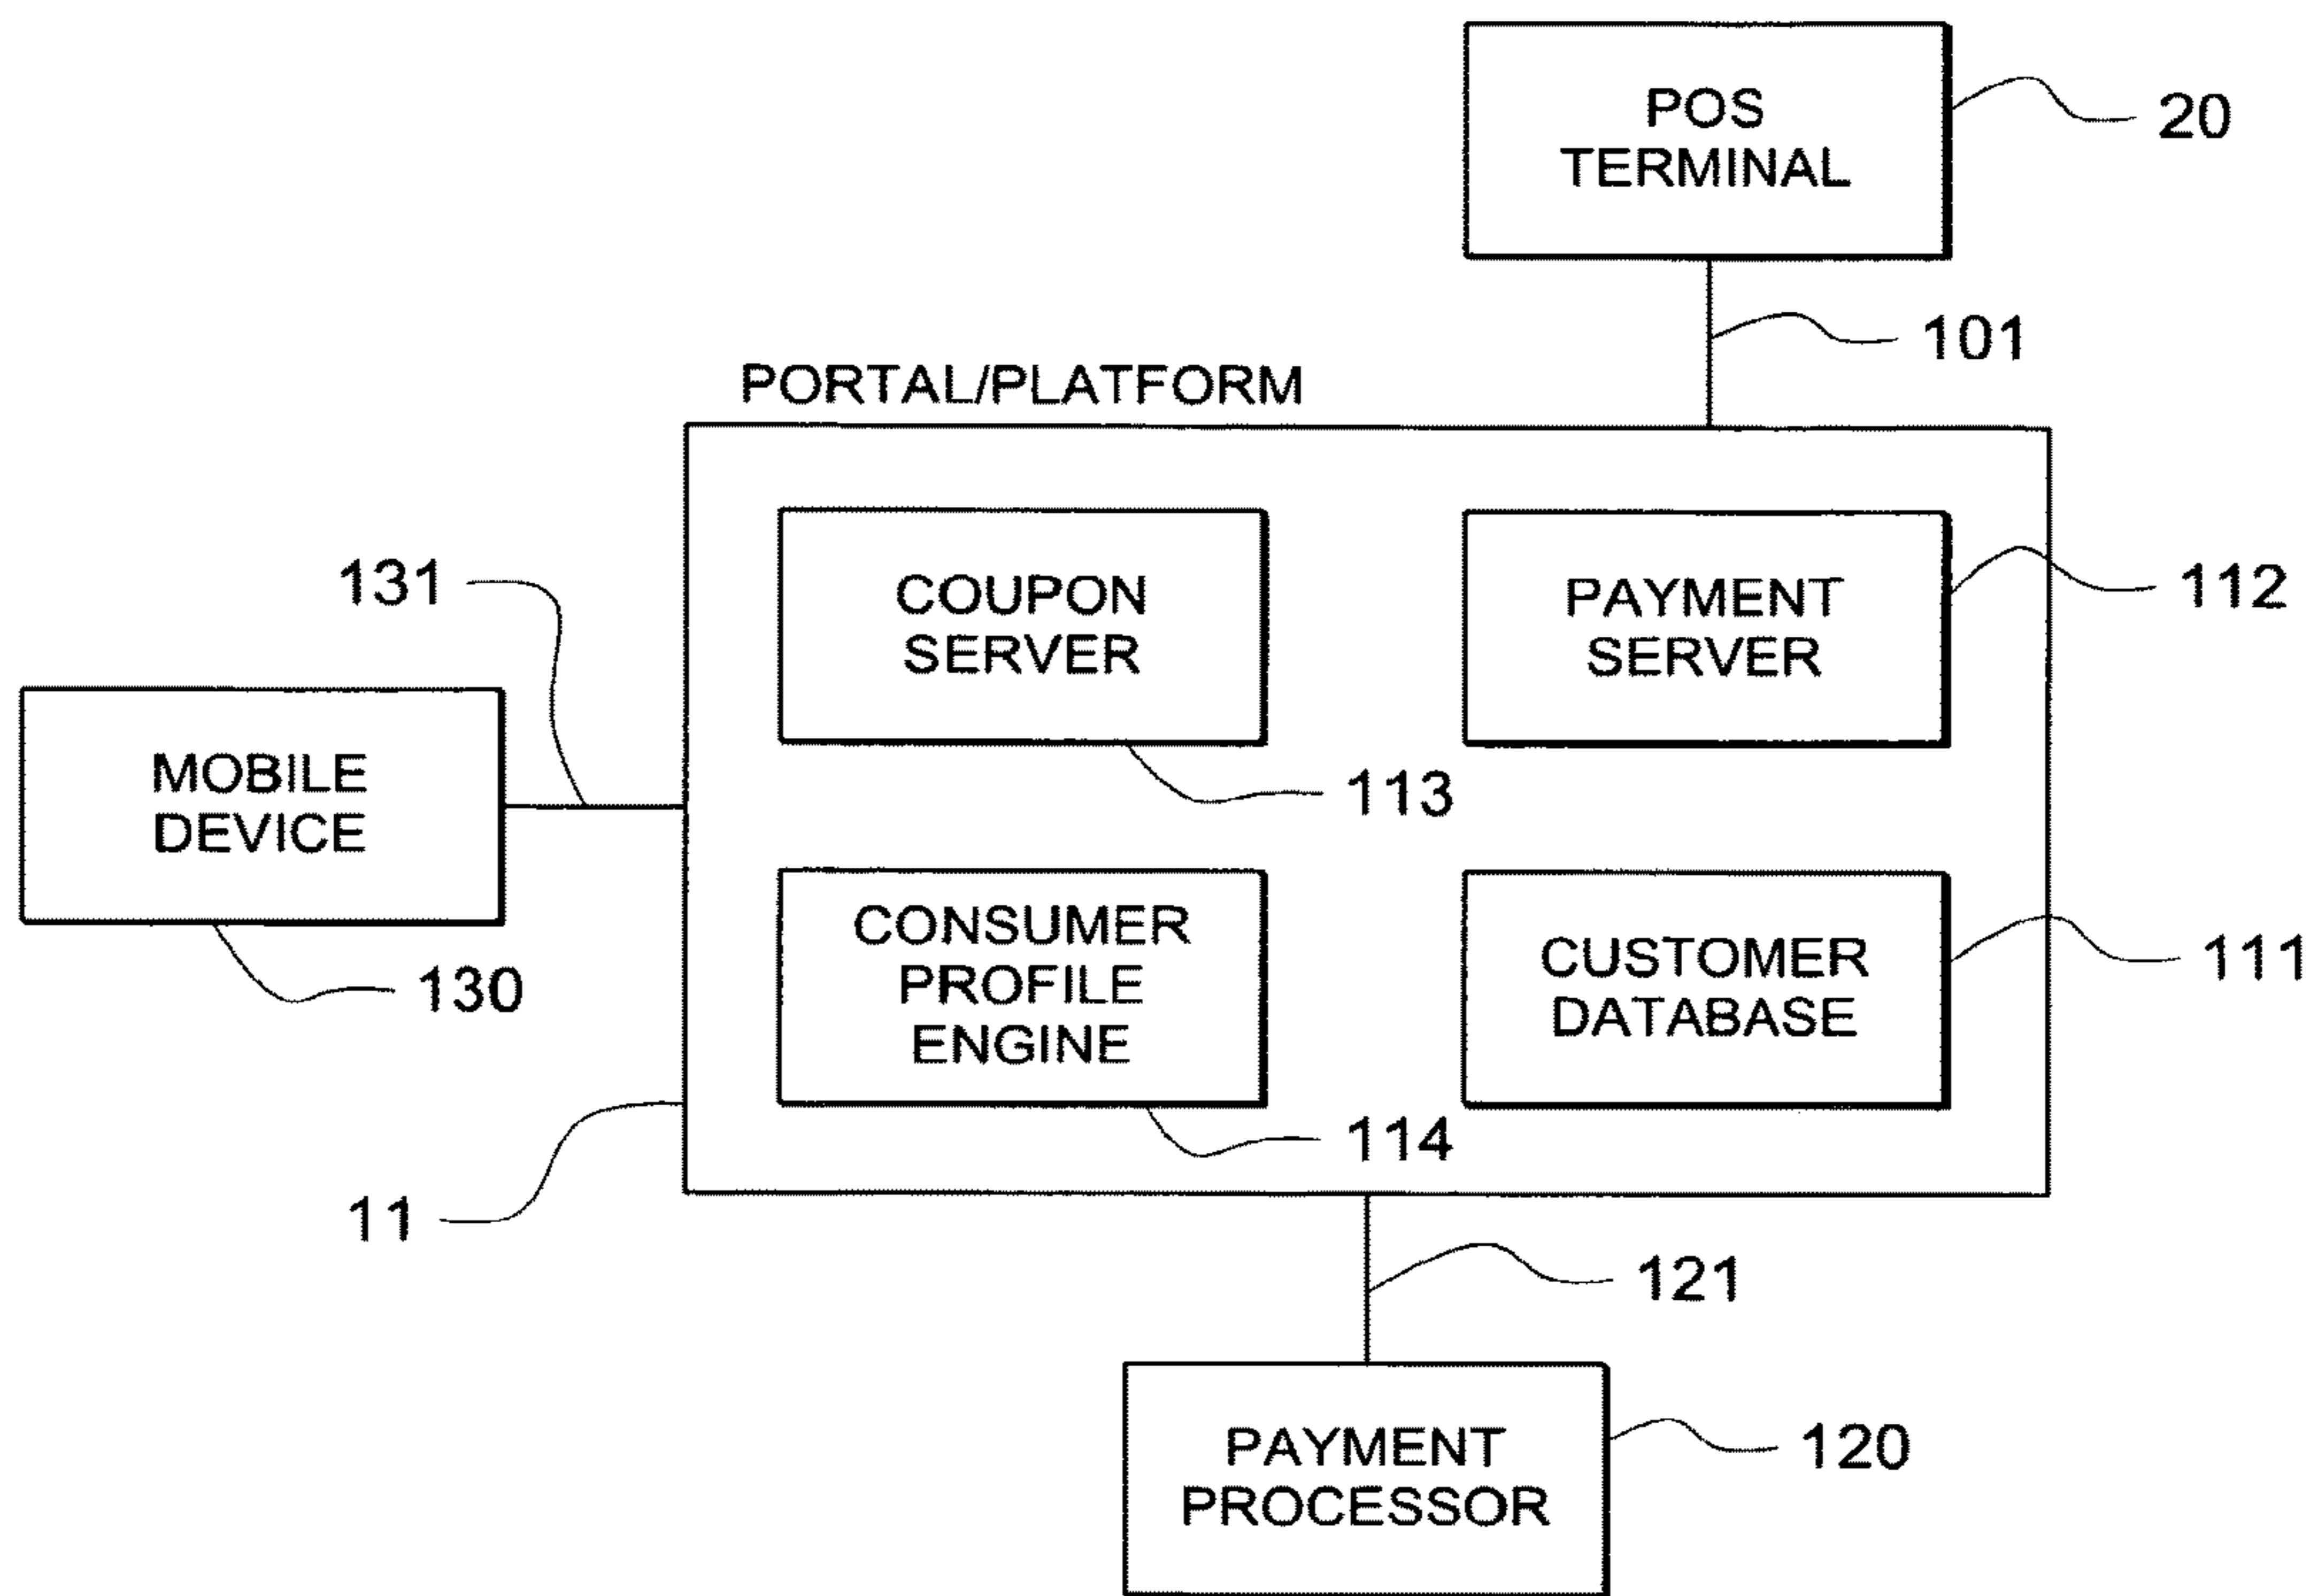 POS
TERMINAL
20
101
PORTAL/PLATFORM
COUPON
SERVER
113
PAYMENT
SERVER
112
131
MOBILE
DEVICE
130
CONSUMER
PROFILE
ENGINE
114
CUSTOMER
DATABASE
111
11
121
PAYMENT
PROCESSOR
120